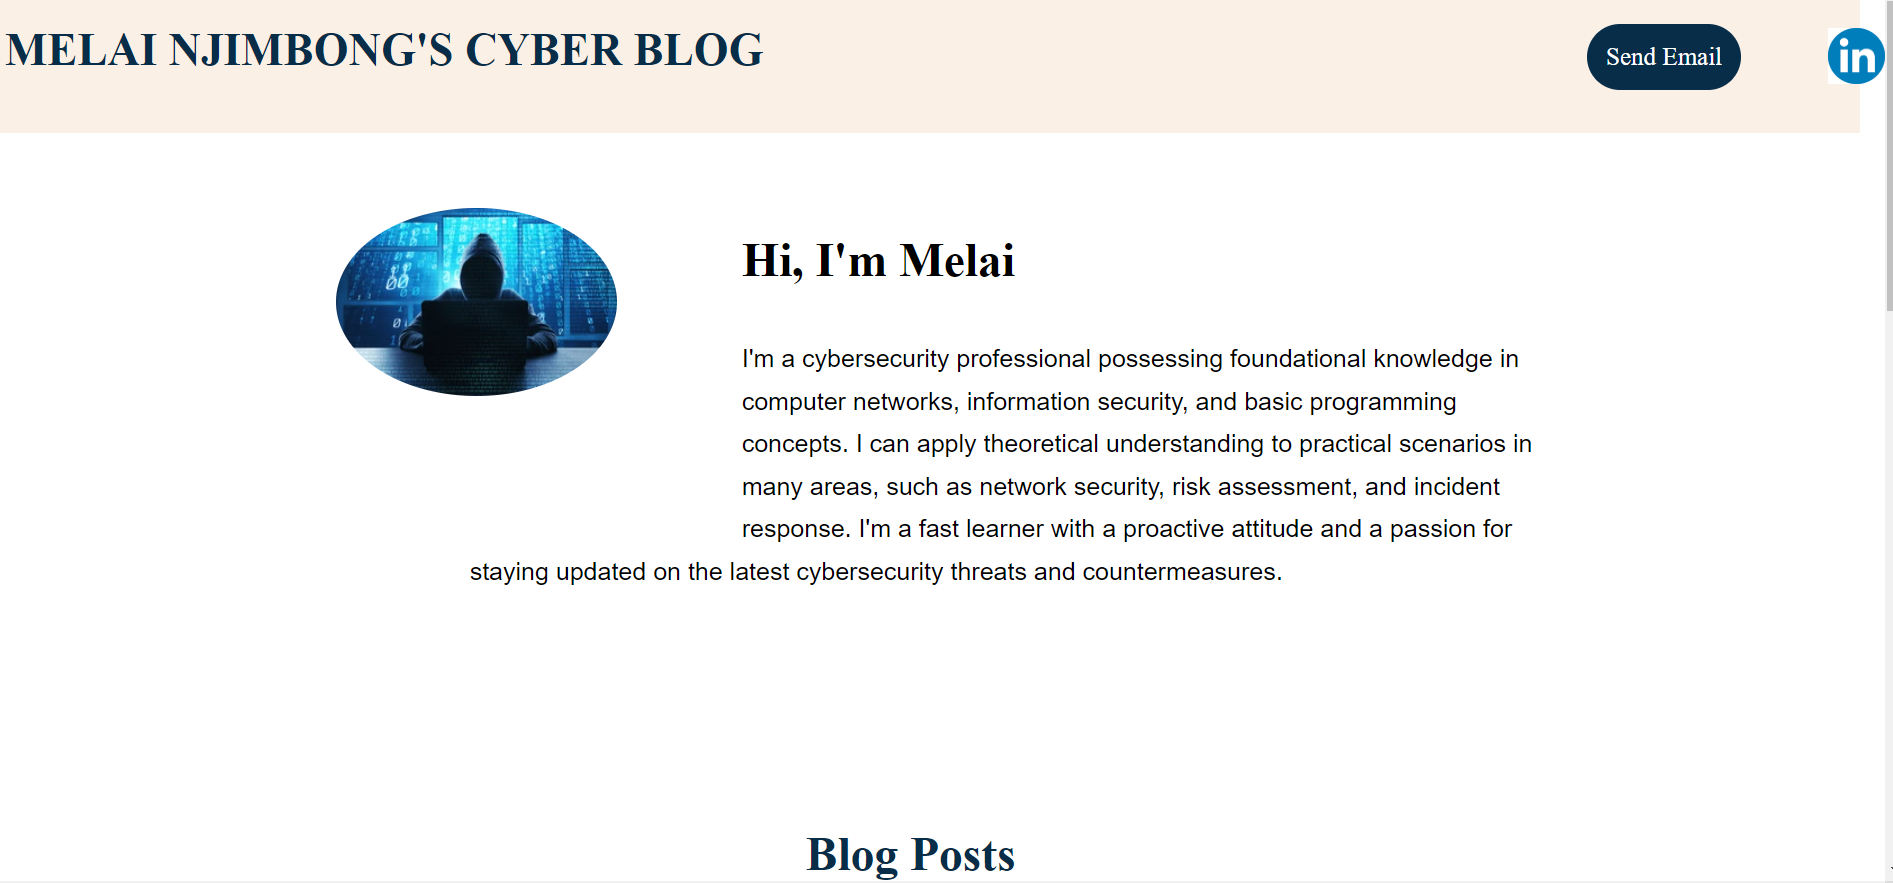 MELAI NJIMBONG'S CYBER BLOG
Send Email
in
Hi, I'm Melai
I'm a cybersecurity professional possessing foundational knowledge in
computer networks, information security, and basic programming
concepts. I can apply theoretical understanding to practical scenarios in
many areas, such as network security, risk assessment, and incident
response. I'm a fast learner with a proactive attitude and a passion for
staying updated on the latest cybersecurity threats and countermeasures.
Blog Posts